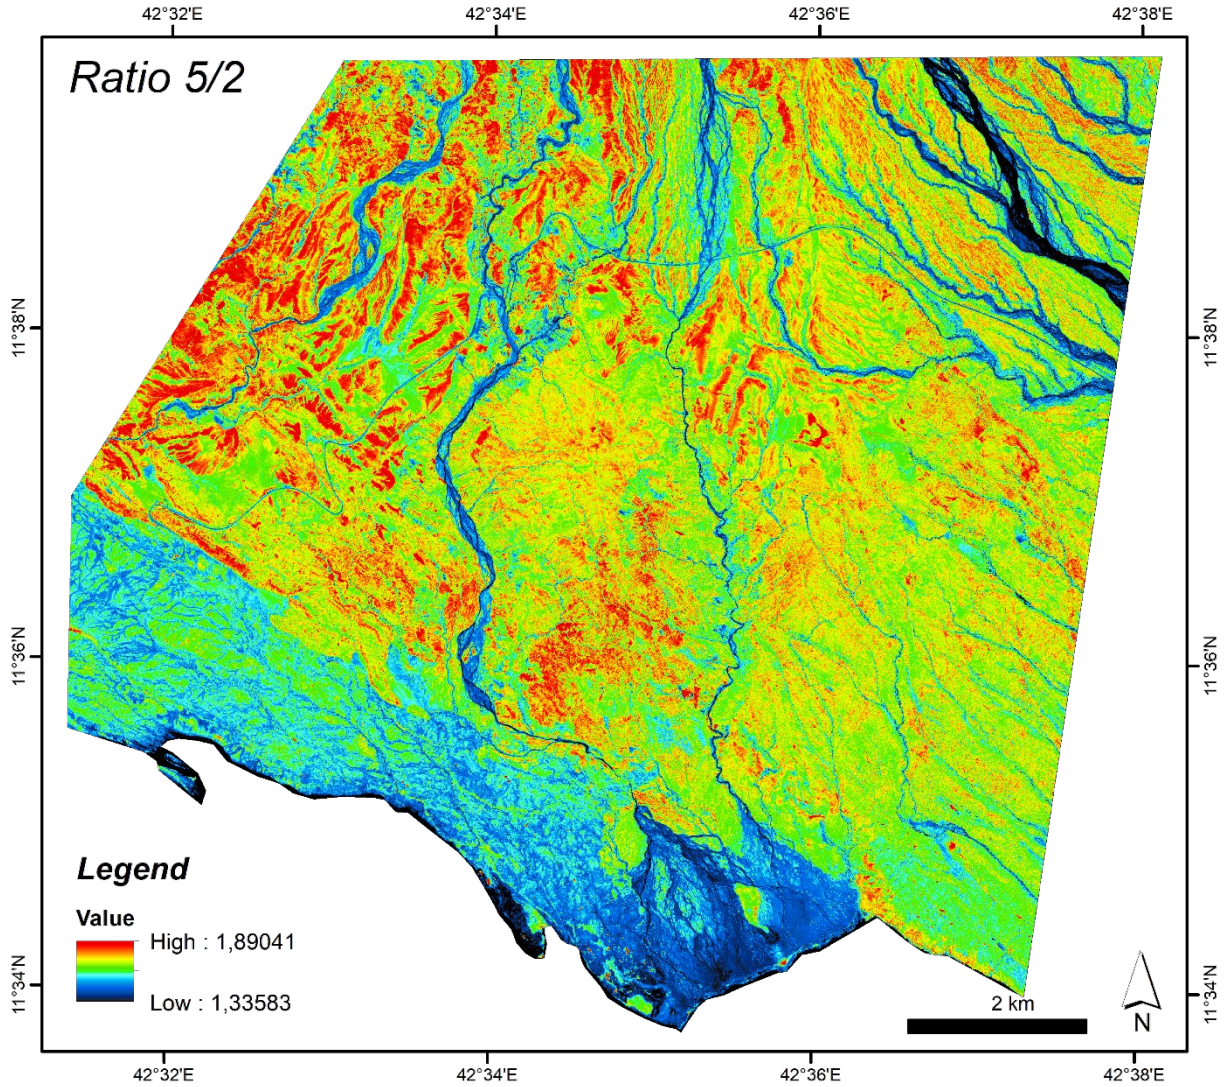 42°32'E 42°34'E 42°36'E 42°38'E
Ratio 5/2
11°38'N 11°38'N
11°36'N 11°36'N
Legend
Value
High : 1,89041
Low : 1,33583
11°34'N 11°34'N
2 km
N
42°32'E 42°34'E 42°36'E 42°38'E